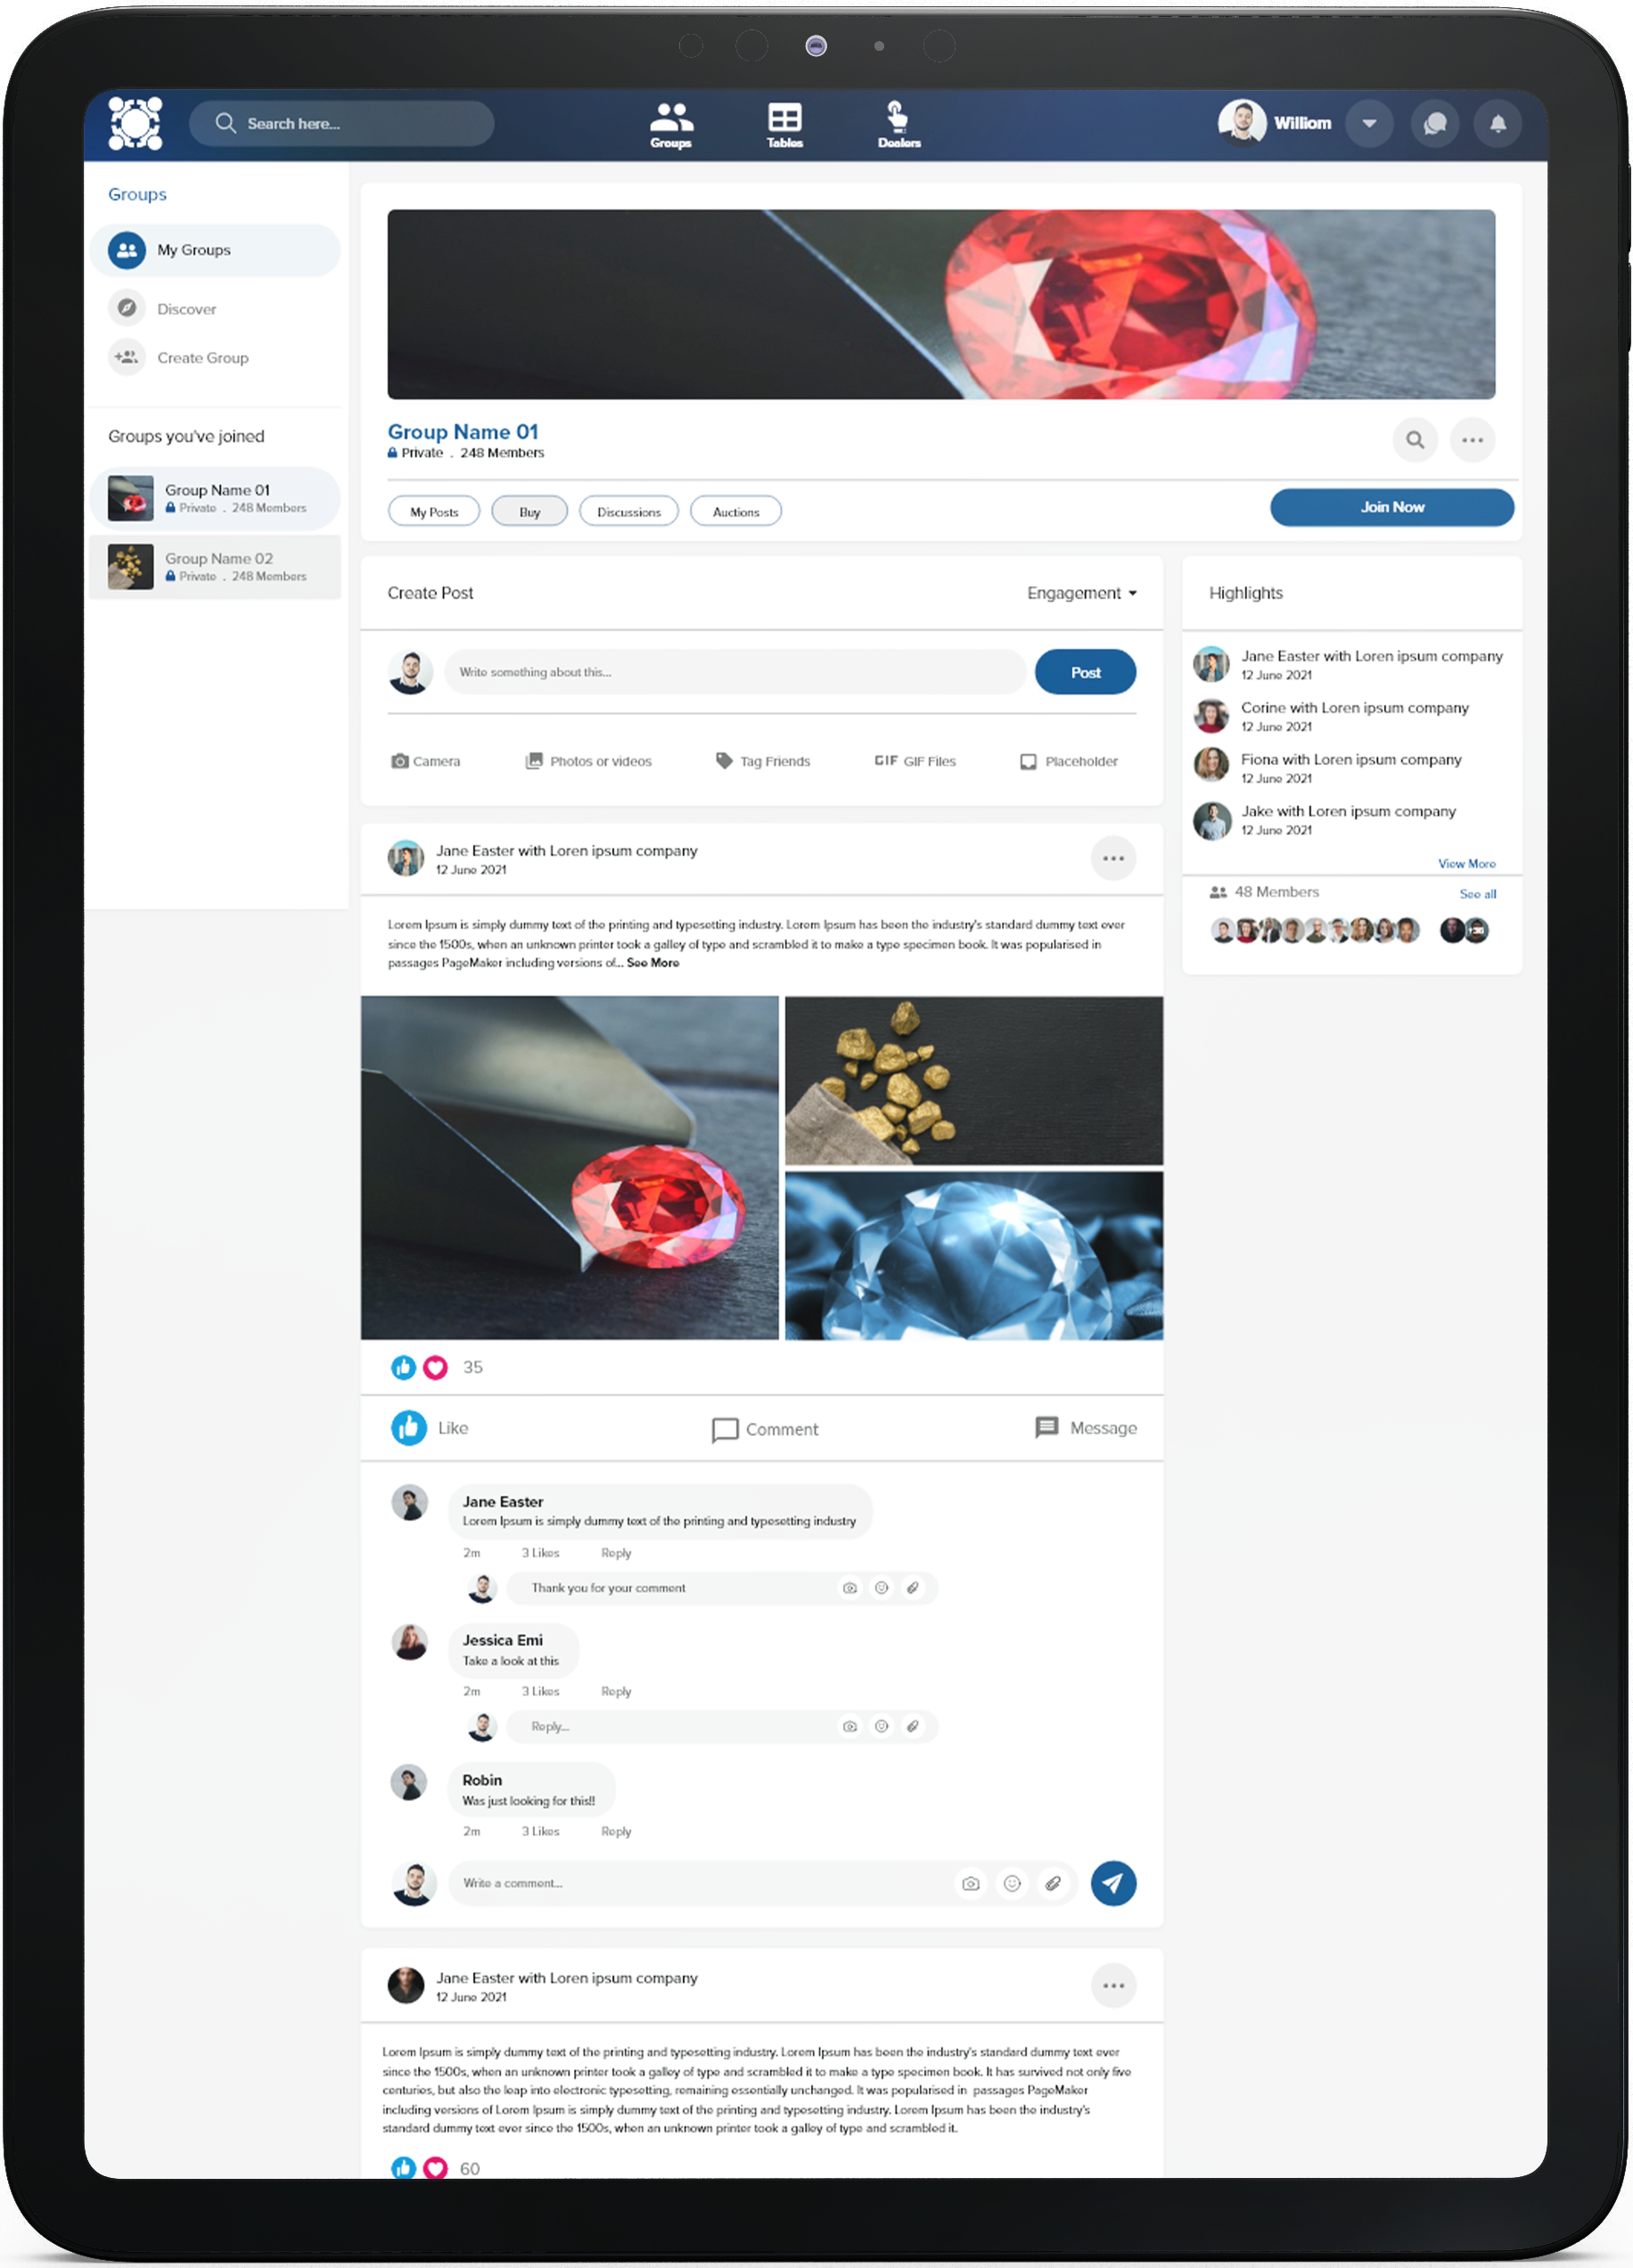 Search here...
Groups
Tables
Dealers
Williom
Groups
My Groups
Discover
Create Group
Groups you've joined
Group Name 01
Private . 248 Members
Group Name 02
Private . 248 Members
Group Name 01
Private . 248 Members
My Posts
Buy
Discussions
Auctions
Join Now
Create Post
Engagement
Write something about this...
Post
Camera
Photos or videos
Tag Friends
GIF GIF Files
Placeholder
Highlights
Jane Easter with Loren ipsum company
12 June 2021
Corine with Loren ipsum company
12 June 2021
Fiona with Loren ipsum company
12 June 2021
Jake with Loren ipsum company
12 June 2021
View More
48 Members
See all
+36
Jane Easter with Loren ipsum company
12 June 2021
Lorem Ipsum is simply dummy text of the printing and typesetting industry. Lorem Ipsum has been the industry's standard dummy text ever
since the 1500s, when an unknown printer took a galley of type and scrambled it to make a type specimen book. It was popularised in
passages PageMaker including versions of... See More
35
Like
Comment
Message
Jane Easter
Lorem Ipsum is simply dummy text of the printing and typesetting industry
2m 3 Likes Reply
Thank you for your comment
Jessica Emi
Take a look at this
2m 3 Likes Reply
Reply...
Robin
Was just looking for this!!
2m 3 Likes Reply
Write a comment...
Jane Easter with Loren ipsum company
12 June 2021
Lorem Ipsum is simply dummy text of the printing and typesetting industry. Lorem Ipsum has been the industry's standard dummy text ever
since the 1500s, when an unknown printer took a galley of type and scrambled it to make a type specimen book. It has survived not only five
centuries, but also the leap into electronic typesetting, remaining essentially unchanged. It was popularised in passages PageMaker
including versions of Lorem Ipsum is simply dummy text of the printing and typesetting industry. Lorem Ipsum has been the industry's
standard dummy text ever since the 1500s, when an unknown printer took a galley of type and scrambled it.
60